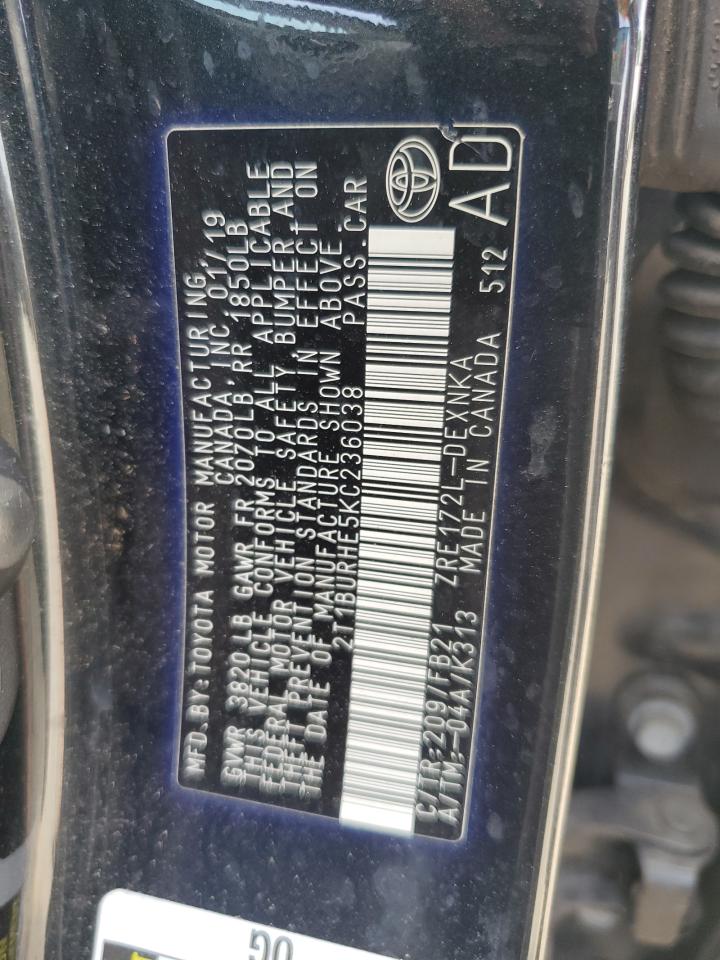 MFD.BY:TOYOTA MOTOR MANUFACTURING,
CANADA,INC 01/19
GVWR 3820LB GAWR FR 2070LB RR 1850LB
THIS VEHICLE CONFORMS TO ALL APPLICABLE
FEDERAL MOTOR VEHICLE SAFETY BUMPER AND
THEFT PREVENTION STANDARDS IN EFFECT ON
THE DATE OF MANUFACTURE SHOWN ABOVE.
2T1BURHE5KC236038 PASS.CAR
C/TR:209/FB21 ZRE172L-DEXNKA
A/TM:-04A/K313 MADE IN CANADA 512
AD